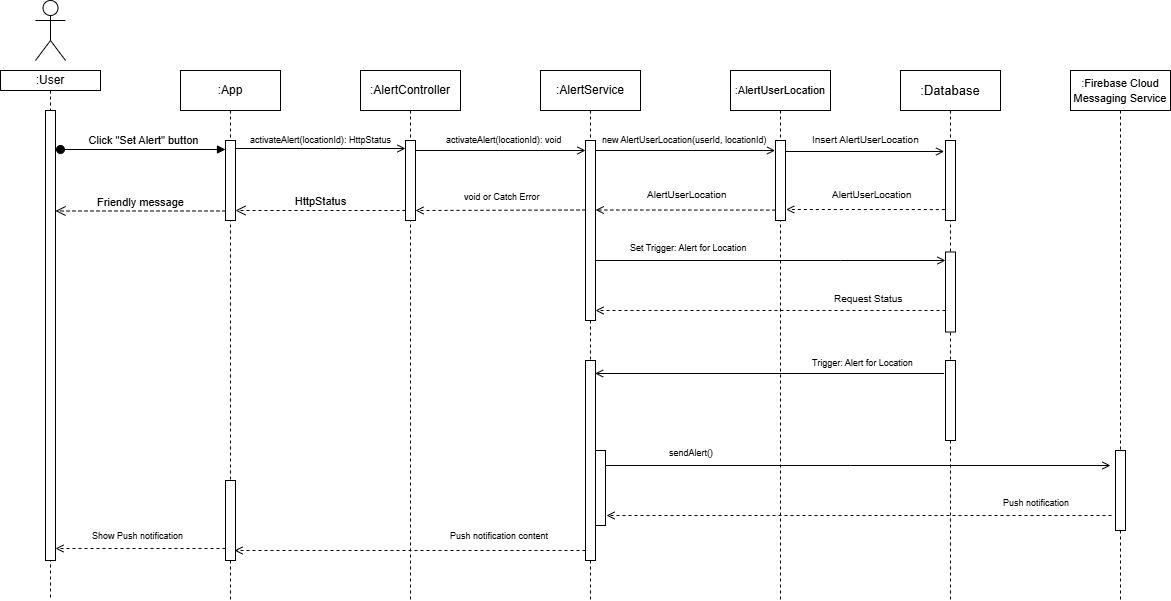 :User
:App
:AlertController
:AlertService
:AlertUserLocation
:Database
:Firebase Cloud
Messaging Service
Click "Set Alert" button
activateAlert(locationId): HttpStatus
activateAlert(locationId): void
new AlertUserLocation(userId, locationId)
Insert AlertUserLocation
Friendly message
HttpStatus
void or Catch Error
AlertUserLocation
AlertUserLocation
Set Trigger: Alert for Location
Request Status
Trigger: Alert for Location
sendAlert()
Push notification
Show Push notification
Push notification content